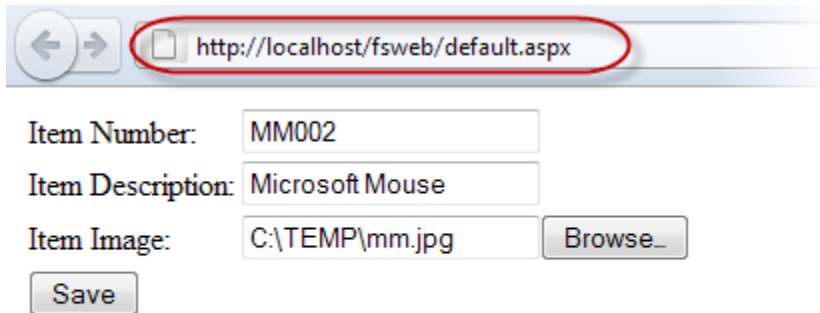 http://localhost/fsweb/default.aspx
Item Number: MM002
Item Description: Microsoft Mouse
Item Image: C:\TEMP\mm.jpg Browse...
Save